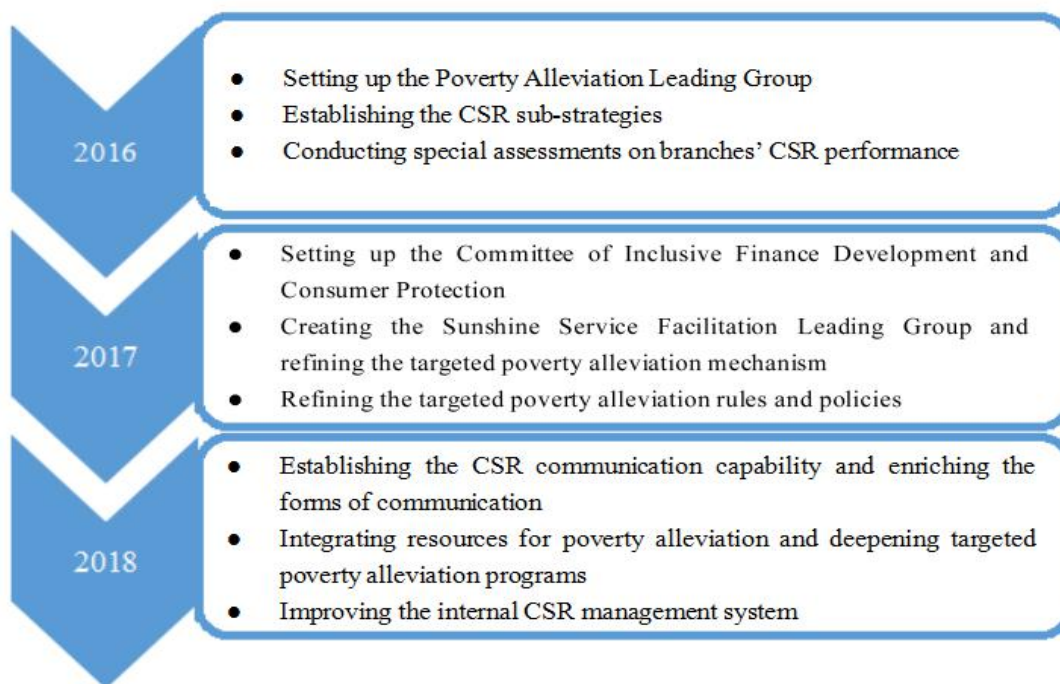 2016
● Setting up the Poverty Alleviation Leading Group
● Establishing the CSR sub-strategies
● Conducting special assessments on branches’ CSR performance
2017
● Setting up the Committee of Inclusive Finance Development and
Consumer Protection
● Creating the Sunshine Service Facilitation Leading Group and
refining the targeted poverty alleviation mechanism
● Refining the targeted poverty alleviation rules and policies
2018
● Establishing the CSR communication capability and enriching the
forms of communication
● Integrating resources for poverty alleviation and deepening targeted
poverty alleviation programs
● Improving the internal CSR management system